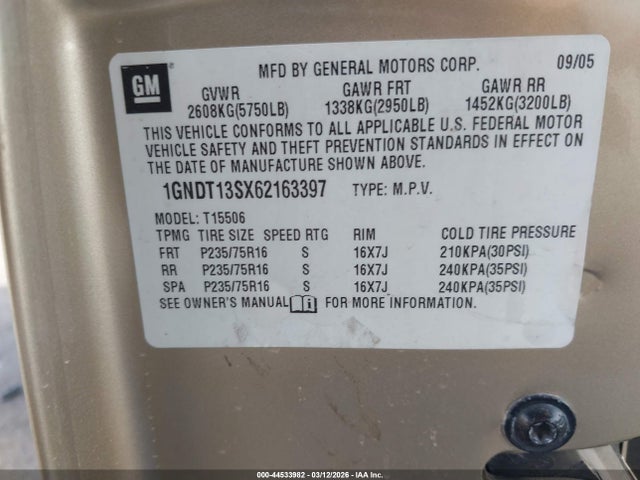 GM
MFD BY GENERAL MOTORS CORP. 09/05
GVWR GAWR FRT GAWR RR
2608KG(5750LB) 1338KG(2950LB) 1452KG(3200LB)
THIS VEHICLE CONFORMS TO ALL APPLICABLE U.S. FEDERAL MOTOR
VEHICLE SAFETY AND THEFT PREVENTION STANDARDS IN EFFECT ON
THE DATE OF MANUFACTURE SHOWN ABOVE.
1GNDT13SX62163397 TYPE: M.P.V.
MODEL: T15506
TPMG TIRE SIZE SPEED RTG RIM COLD TIRE PRESSURE
FRT P235/75R16 S 16X7J 210KPA(30PSI)
RR P235/75R16 S 16X7J 240KPA(35PSI)
SPA P235/75R16 S 16X7J 240KPA(35PSI)
SEE OWNER'S MANUAL i FOR MORE INFORMATION.
000-44533982 - 03/12/2026 - IAA Inc.